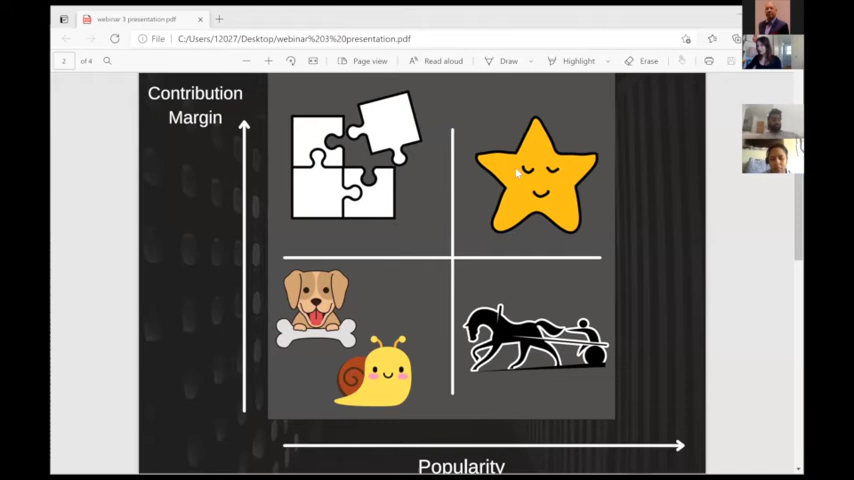 webinar 3 presentation.pdf
File
C:/Users/12027/Desktop/webinar%203%20presentation.pdf
2 of 4
Page view
Read aloud
Draw
Highlight
Erase
Contribution
Margin
Popularity